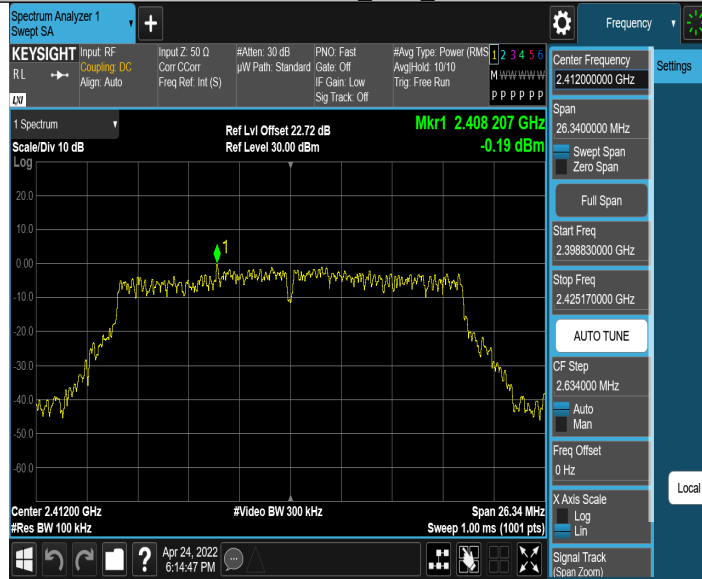 Spectrum Analyzer 1
Swept SA
Frequency
KEYSIGHT
Input: RF
Coupling: DC
Align: Auto
Input Z: 50 Ω
Corr CCorr
Freq Ref: Int (S)
#Atten: 30 dB
µW Path: Standard
PNO: Fast
Gate: Off
IF Gain: Low
Sig Track: Off
#Avg Type: Power (RMS
Avg|Hold: 10/10
Trig: Free Run
1 2 3 4 5 6
M W W W W W
P P P P P P
R L
LXI
1 Spectrum
Scale/Div 10 dB
Ref Lvl Offset 22.72 dB
Ref Level 30.00 dBm
Mkr1 2.408 207 GHz
-0.19 dBm
Log
20.0
10.0
0.00
-10.0
-20.0
-30.0
-40.0
-50.0
-60.0
1
Center 2.41200 GHz
#Res BW 100 kHz
#Video BW 300 kHz
Span 26.34 MHz
Sweep 1.00 ms (1001 pts)
Apr 24, 2022
6:14:47 PM
Center Frequency
2.412000000 GHz
Span
26.3400000 MHz
Swept Span
Zero Span
Full Span
Start Freq
2.398830000 GHz
Stop Freq
2.425170000 GHz
AUTO TUNE
CF Step
2.634000 MHz
Auto
Man
Freq Offset
0 Hz
X Axis Scale
Log
Lin
Signal Track
(Span Zoom)
Settings
Local